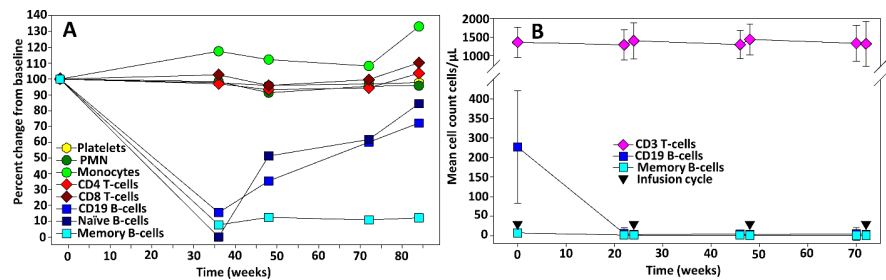 A
Percent change from baseline
140
130
120
110
100
90
80
70
60
50
40
30
20
10
0
Platelets
PMN
Monocytes
CD4 T-cells
CD8 T-cells
CD19 B-cells
Naïve B-cells
Memory B-cells
0 10 20 30 40 50 60 70 80
Time (weeks)
B
Mean cell count cells/µL
2000
1500
1000
400
350
300
250
200
150
100
50
0
CD3 T-cells
CD19 B-cells
Memory B-cells
Infusion cycle
0 10 20 30 40 50 60 70
Time (weeks)